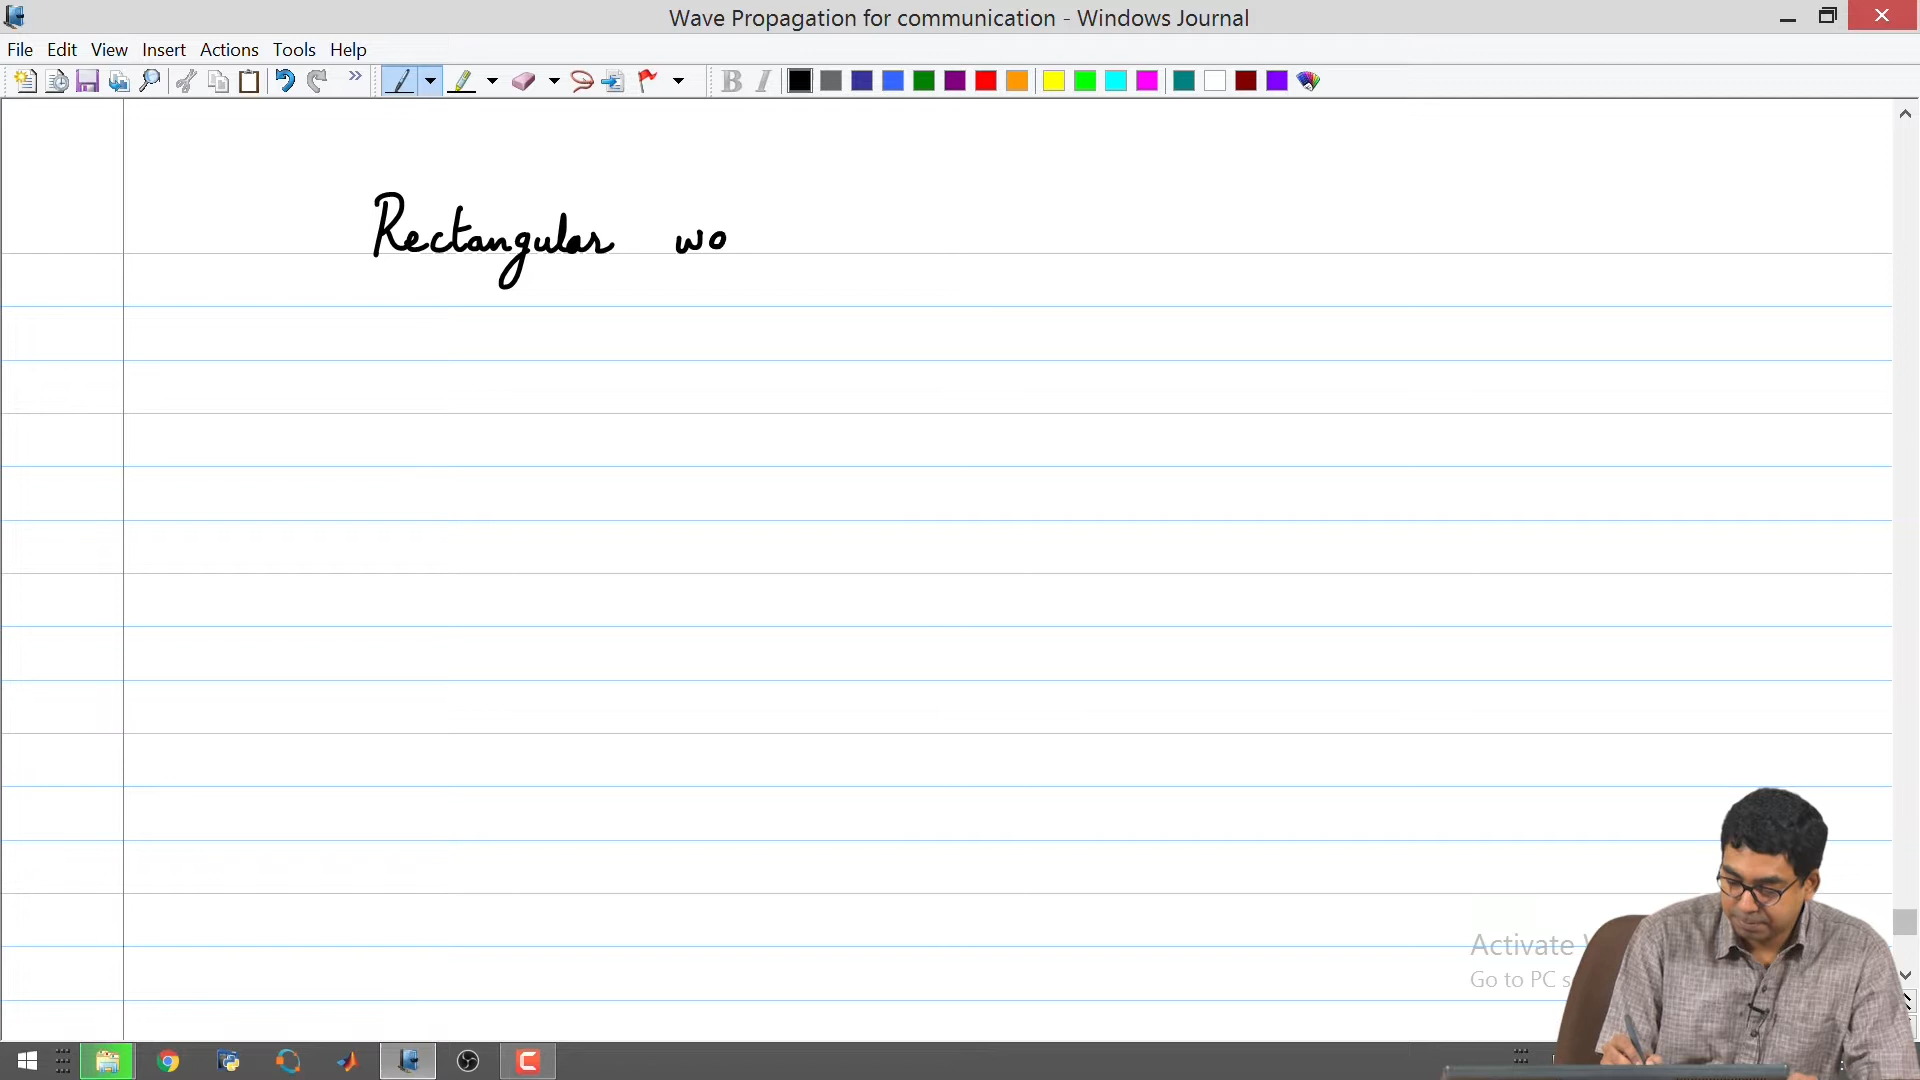 Wave Propagation for communication - Windows Journal
File Edit View Insert Actions Tools Help
B I
Rectangular wo
Activate
Go to PC s